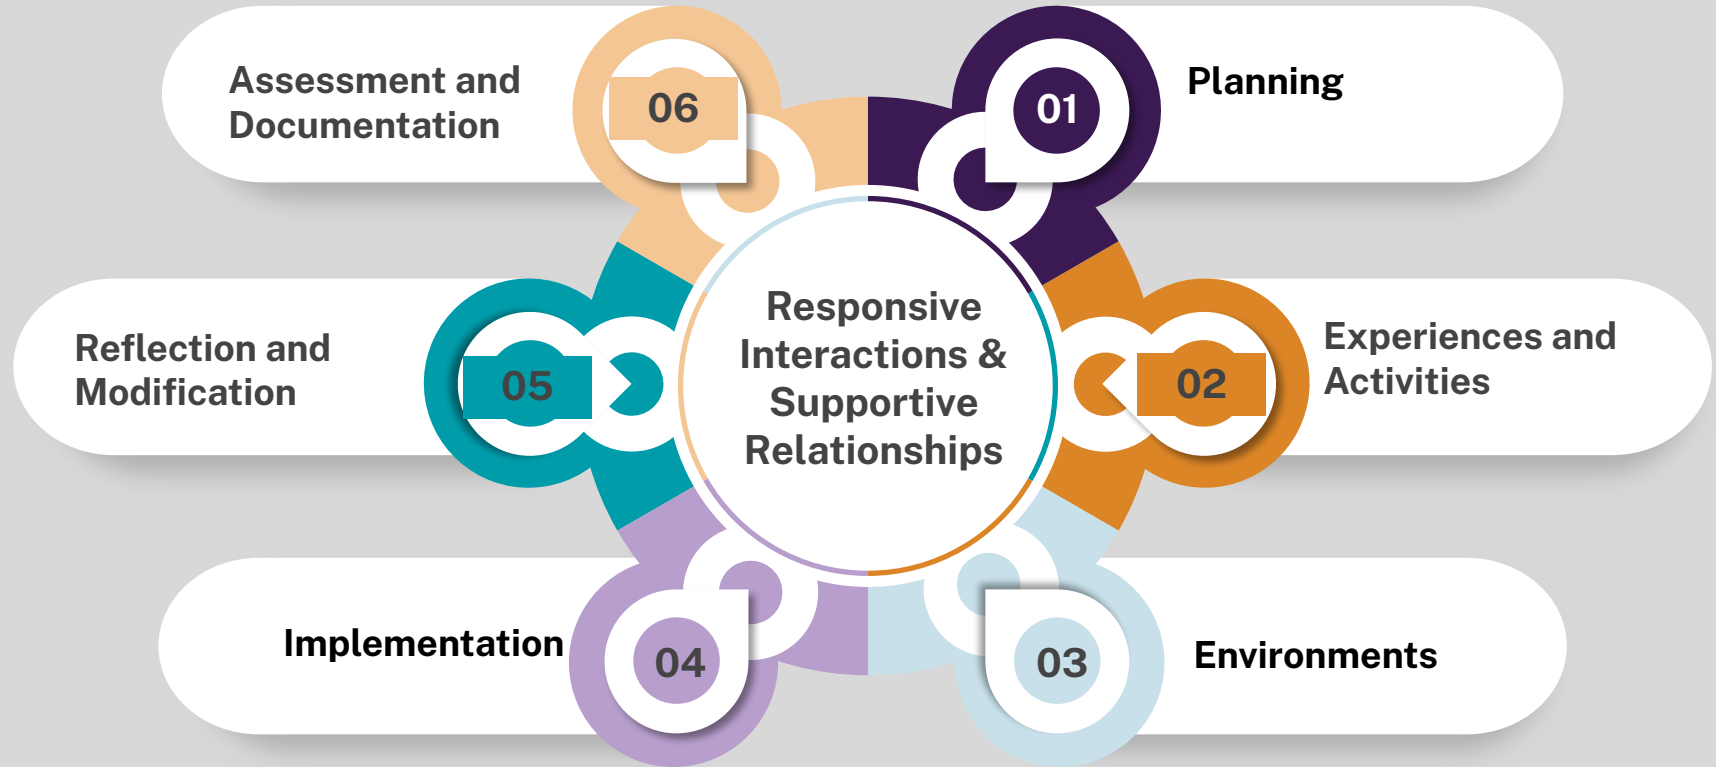 01
Planning
02
Experiences and
Activities
03
Environments
04
Implementation
05
Reflection and
Modification
06
Assessment and
Documentation
Responsive
Interactions &
Supportive
Relationships